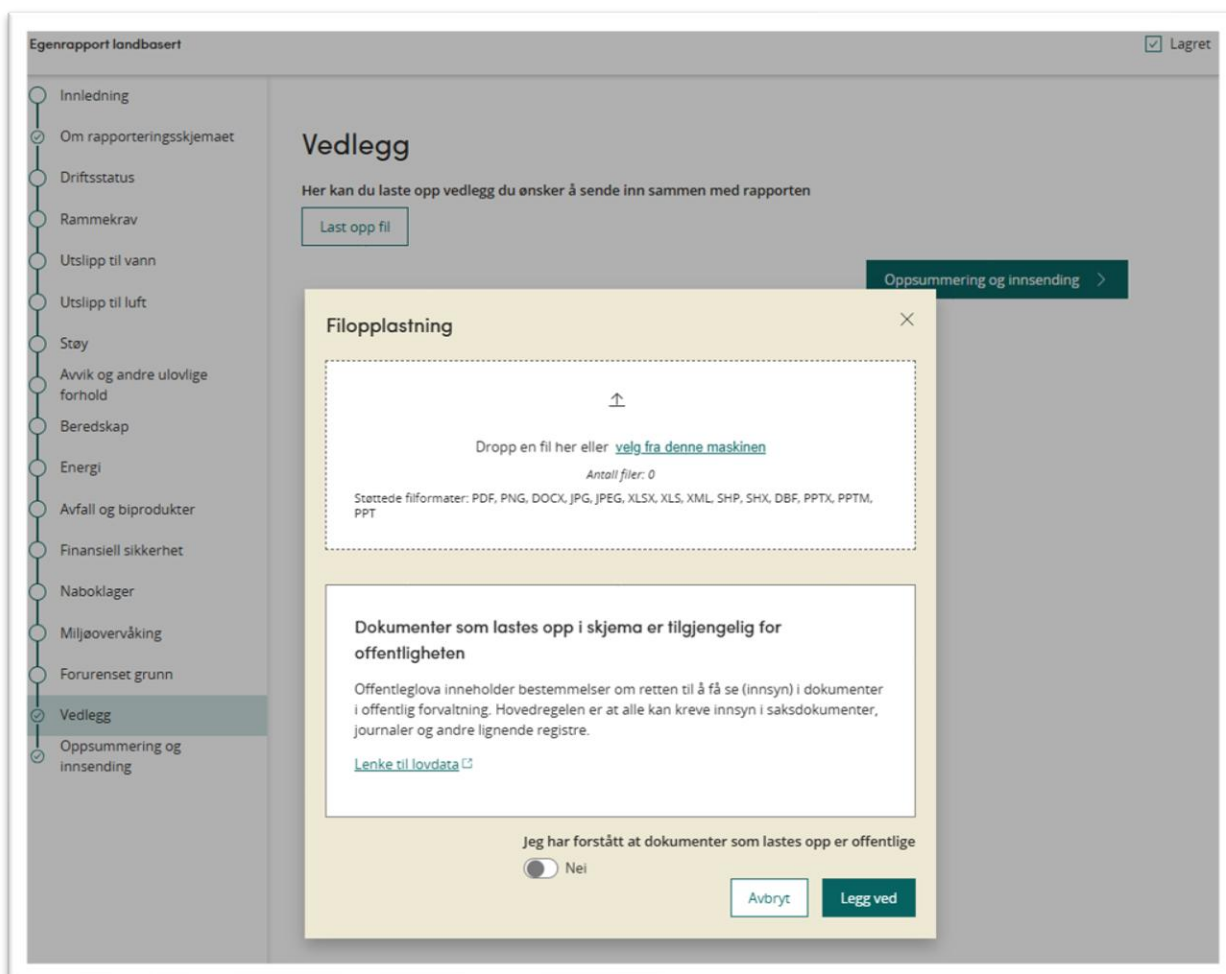 Egenrapport landbasert
Lagret
Innledning
Om rapporteringsskjemaet
Driftsstatus
Rammekrav
Utslipp til vann
Utslipp til luft
Støy
Avvik og andre ulovlige
forhold
Beredskap
Energi
Avfall og biprodukter
Finansiell sikkerhet
Naboklager
Miljøovervåking
Forurenset grunn
Vedlegg
Oppsummering og
innsending
Vedlegg
Her kan du laste opp vedlegg du ønsker å sende inn sammen med rapporten
Last opp fil
Oppsummering og innsending
Filopplastning
Dropp en fil her eller velg fra denne maskinen
Antall filer: 0
Støttede filformater: PDF, PNG, DOCX, JPG, JPEG, XLSX, XLS, XML, SHP, SHX, DBF, PPTX, PPTM,
PPT
Dokumenter som lastes opp i skjema er tilgjengelig for
offentligheten
Offentleglova inneholder bestemmelser om retten til å få se (innsyn) i dokumenter
i offentlig forvaltning. Hovedregelen er at alle kan kreve innsyn i saksdokumenter,
journaler og andre lignende registre.
Lenke til lovdata
Jeg har forstått at dokumenter som lastes opp er offentlige
Nei
Avbryt
Legg ved